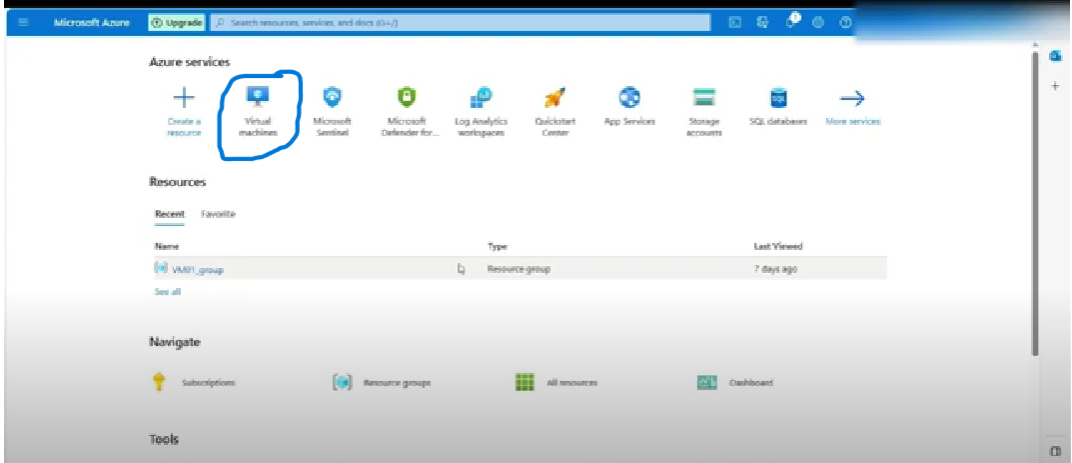 Microsoft Azure Upgrade Search resources, services, and docs (G+/)
Azure services
Create a resource
Virtual machines
Microsoft Sentinel
Microsoft Defender for...
Log Analytics workspaces
Quickstart Center
App Services
Storage accounts
SQL databases
More services
Resources
Recent Favorite
Name Type Last Viewed
VM01_group Resource group 7 days ago
See all
Navigate
Subscriptions Resource groups All resources Dashboard
Tools